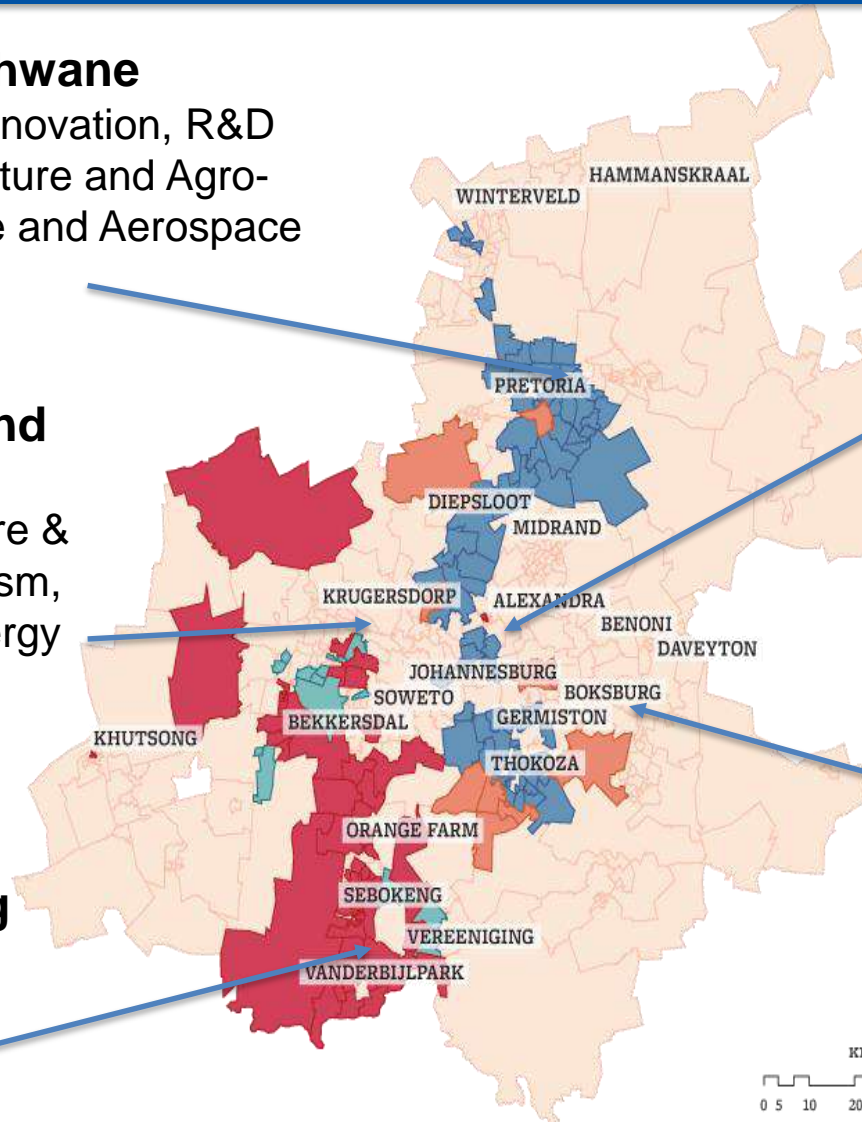 hwane
novation, R&D
ture and Agro-
e and Aerospace
nd
re &
sm,
ergy
g
HAMMANSKRAAL
WINTERVELD
PRETORIA
DIEPSLOOT
MIDRAND
KRUGERSDORP
ALEXANDRA
BENONI
DAVEYTON
JOHANNESBURG
SOWETO
BOKSBURG
BEKKERSDAL
GERMISTON
KHUTSONG
THOKOZA
ORANGE FARM
SEBOKENG
VEREENIGING
VANDERBIJLPARK
0 5 10 20